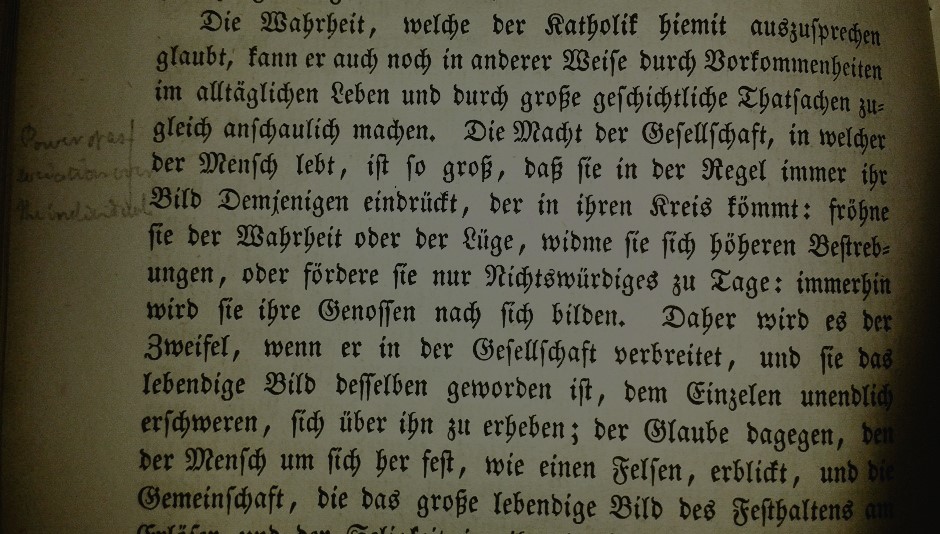 Die Wahrheit, welche der Katholik hiemit auszusprechen
glaubt, kann er auch noch in anderer Weise durch Vorkommenheiten
im alltäglichen Leben und durch große geschichtliche Thatsachen zu-
gleich anschaulich machen. Die Macht der Gesellschaft, in welcher
der Mensch lebt, ist so groß, daß sie in der Regel immer ihr
Bild Demjenigen eindrückt, der in ihren Kreis kömmt: fröhne
sie der Wahrheit oder der Lüge, widme sie sich höheren Bestreb-
ungen, oder fördere sie nur Nichtswürdiges zu Tage: immerhin
wird sie ihre Genossen nach sich bilden. Daher wird es der
Zweifel, wenn er in der Gesellschaft verbreitet, und sie das
lebendige Bild desselben geworden ist, dem Einzelen unendlich
erschweren, sich über ihn zu erheben; der Glaube dagegen, den
der Mensch um sich her fest, wie einen Felsen, erblickt, und die
Gemeinschaft, die das große lebendige Bild des Festhaltens am
Power of as
the